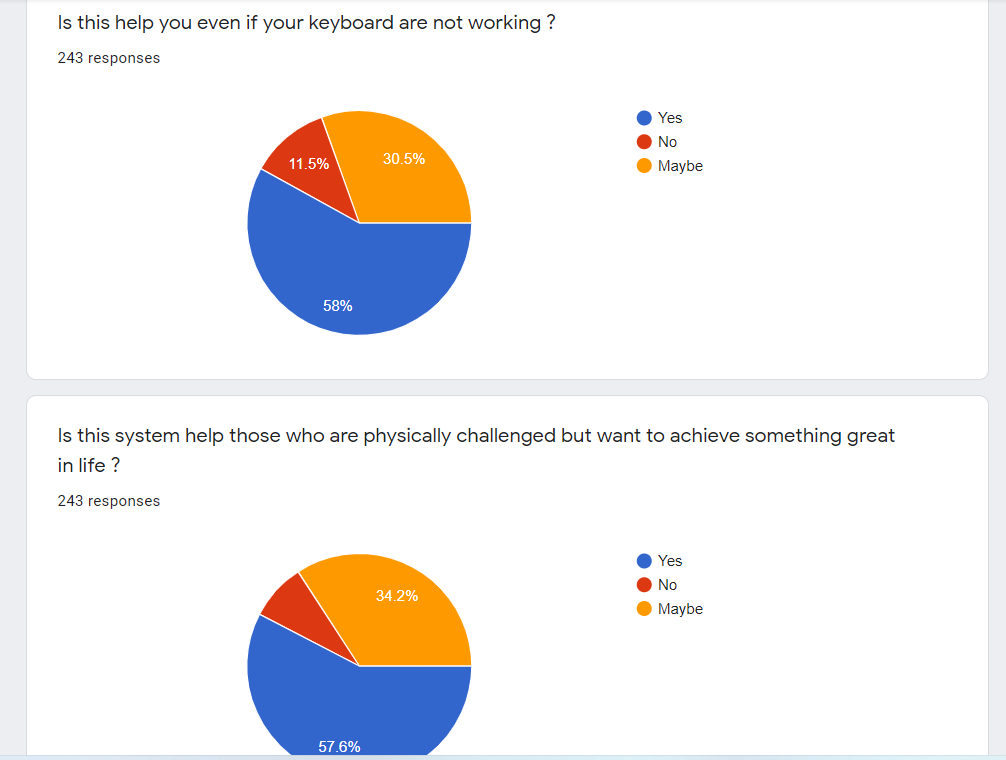 Is this help you even if your keyboard are not working ?
243 responses
Yes
No
Maybe
11.5%
30.5%
58%
Is this system help those who are physically challenged but want to achieve something great
in life ?
243 responses
Yes
No
Maybe
34.2%
57.6%